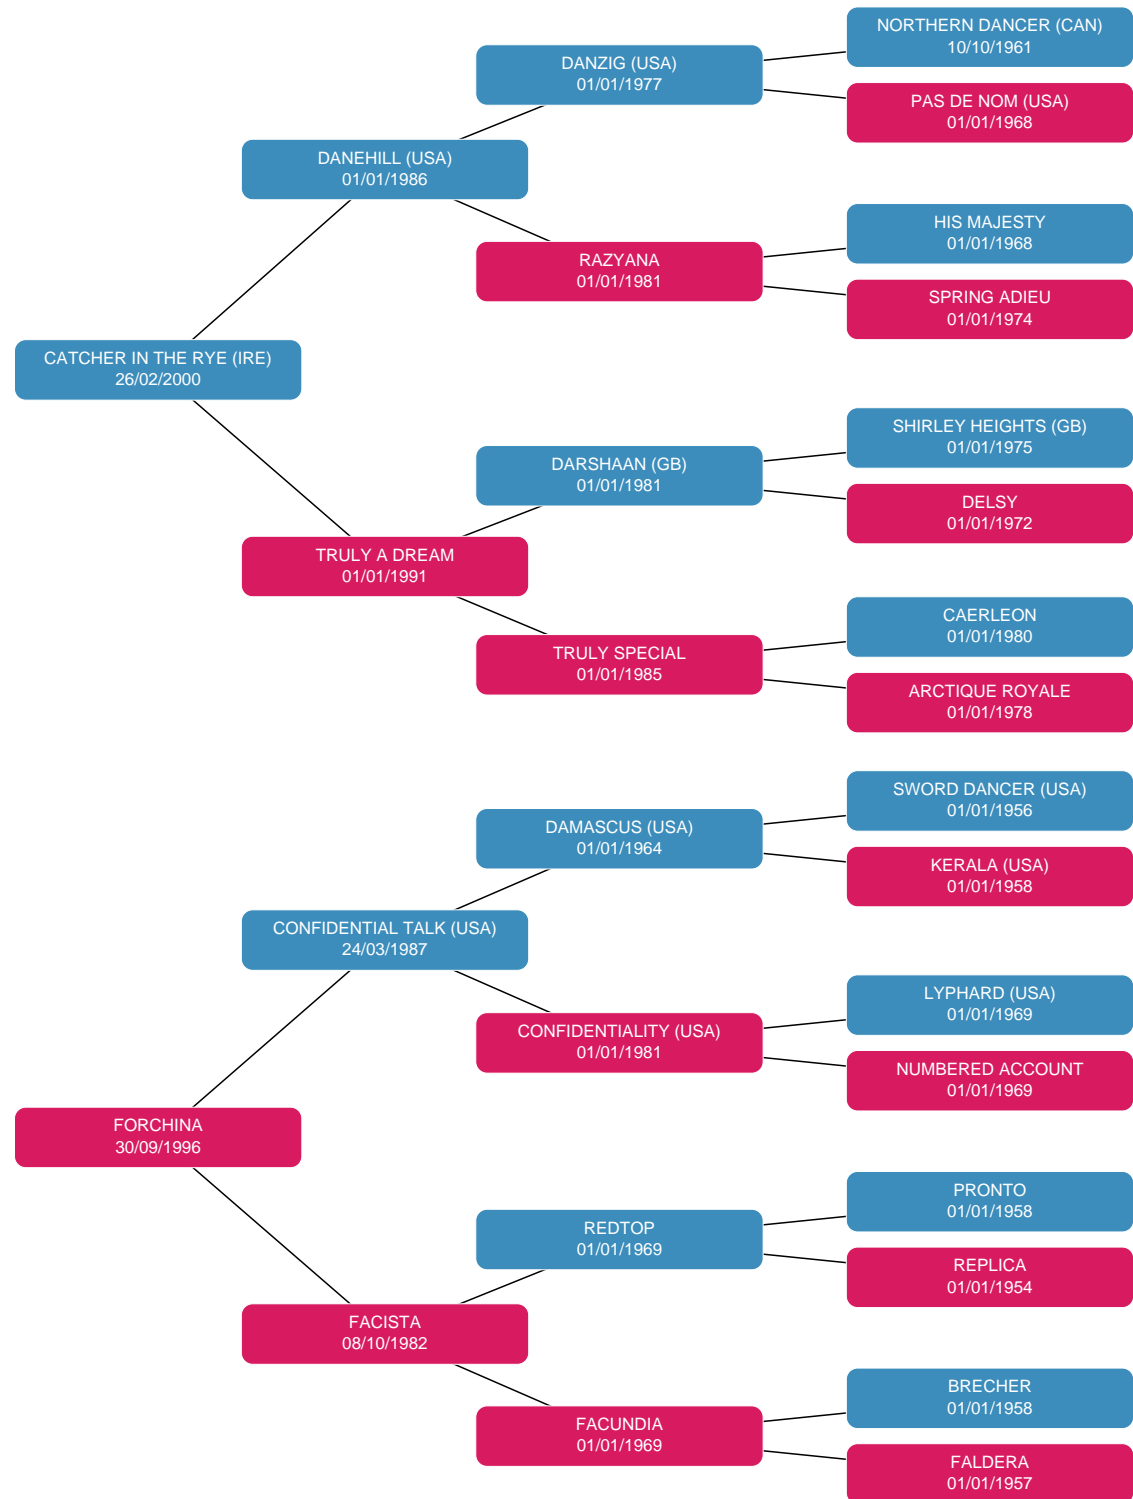 NORTHERN DANCER (CAN)
10/10/1961
DANZIG (USA)
01/01/1977
PAS DE NOM (USA)
01/01/1968
DANEHILL (USA)
01/01/1986
HIS MAJESTY
01/01/1968
RAZYANA
01/01/1981
SPRING ADIEU
01/01/1974
CATCHER IN THE RYE (IRE)
26/02/2000
SHIRLEY HEIGHTS (GB)
01/01/1975
DARSHAAN (GB)
01/01/1981
DELSY
01/01/1972
TRULY A DREAM
01/01/1991
CAERLEON
01/01/1980
TRULY SPECIAL
01/01/1985
ARCTIQUE ROYALE
01/01/1978
SWORD DANCER (USA)
01/01/1956
DAMASCUS (USA)
01/01/1964
KERALA (USA)
01/01/1958
CONFIDENTIAL TALK (USA)
24/03/1987
LYPHARD (USA)
01/01/1969
CONFIDENTIALITY (USA)
01/01/1981
NUMBERED ACCOUNT
01/01/1969
FORCHINA
30/09/1996
PRONTO
01/01/1958
REDTOP
01/01/1969
REPLICA
01/01/1954
FACISTA
08/10/1982
BRECHER
01/01/1958
FACUNDIA
01/01/1969
FALDERA
01/01/1957